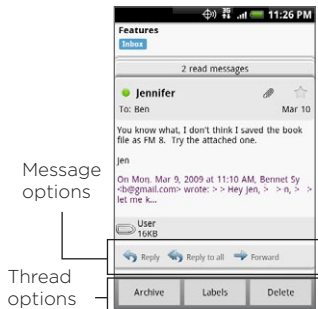 3G 11:26 PM
Features
Inbox
2 read messages
Jennifer
To: Ben Mar 10
You know what, I don't think I saved the book
file as FM 8. Try the attached one.
Jen
On Mon, Mar 9, 2009 at 11:10 AM, Bennet Sy
<b@gmail.com> wrote: > > Hey Jen, > > n, > >
let me k...
User
16KB
Message
options
Reply Reply to all Forward
Thread
options
Archive Labels Delete